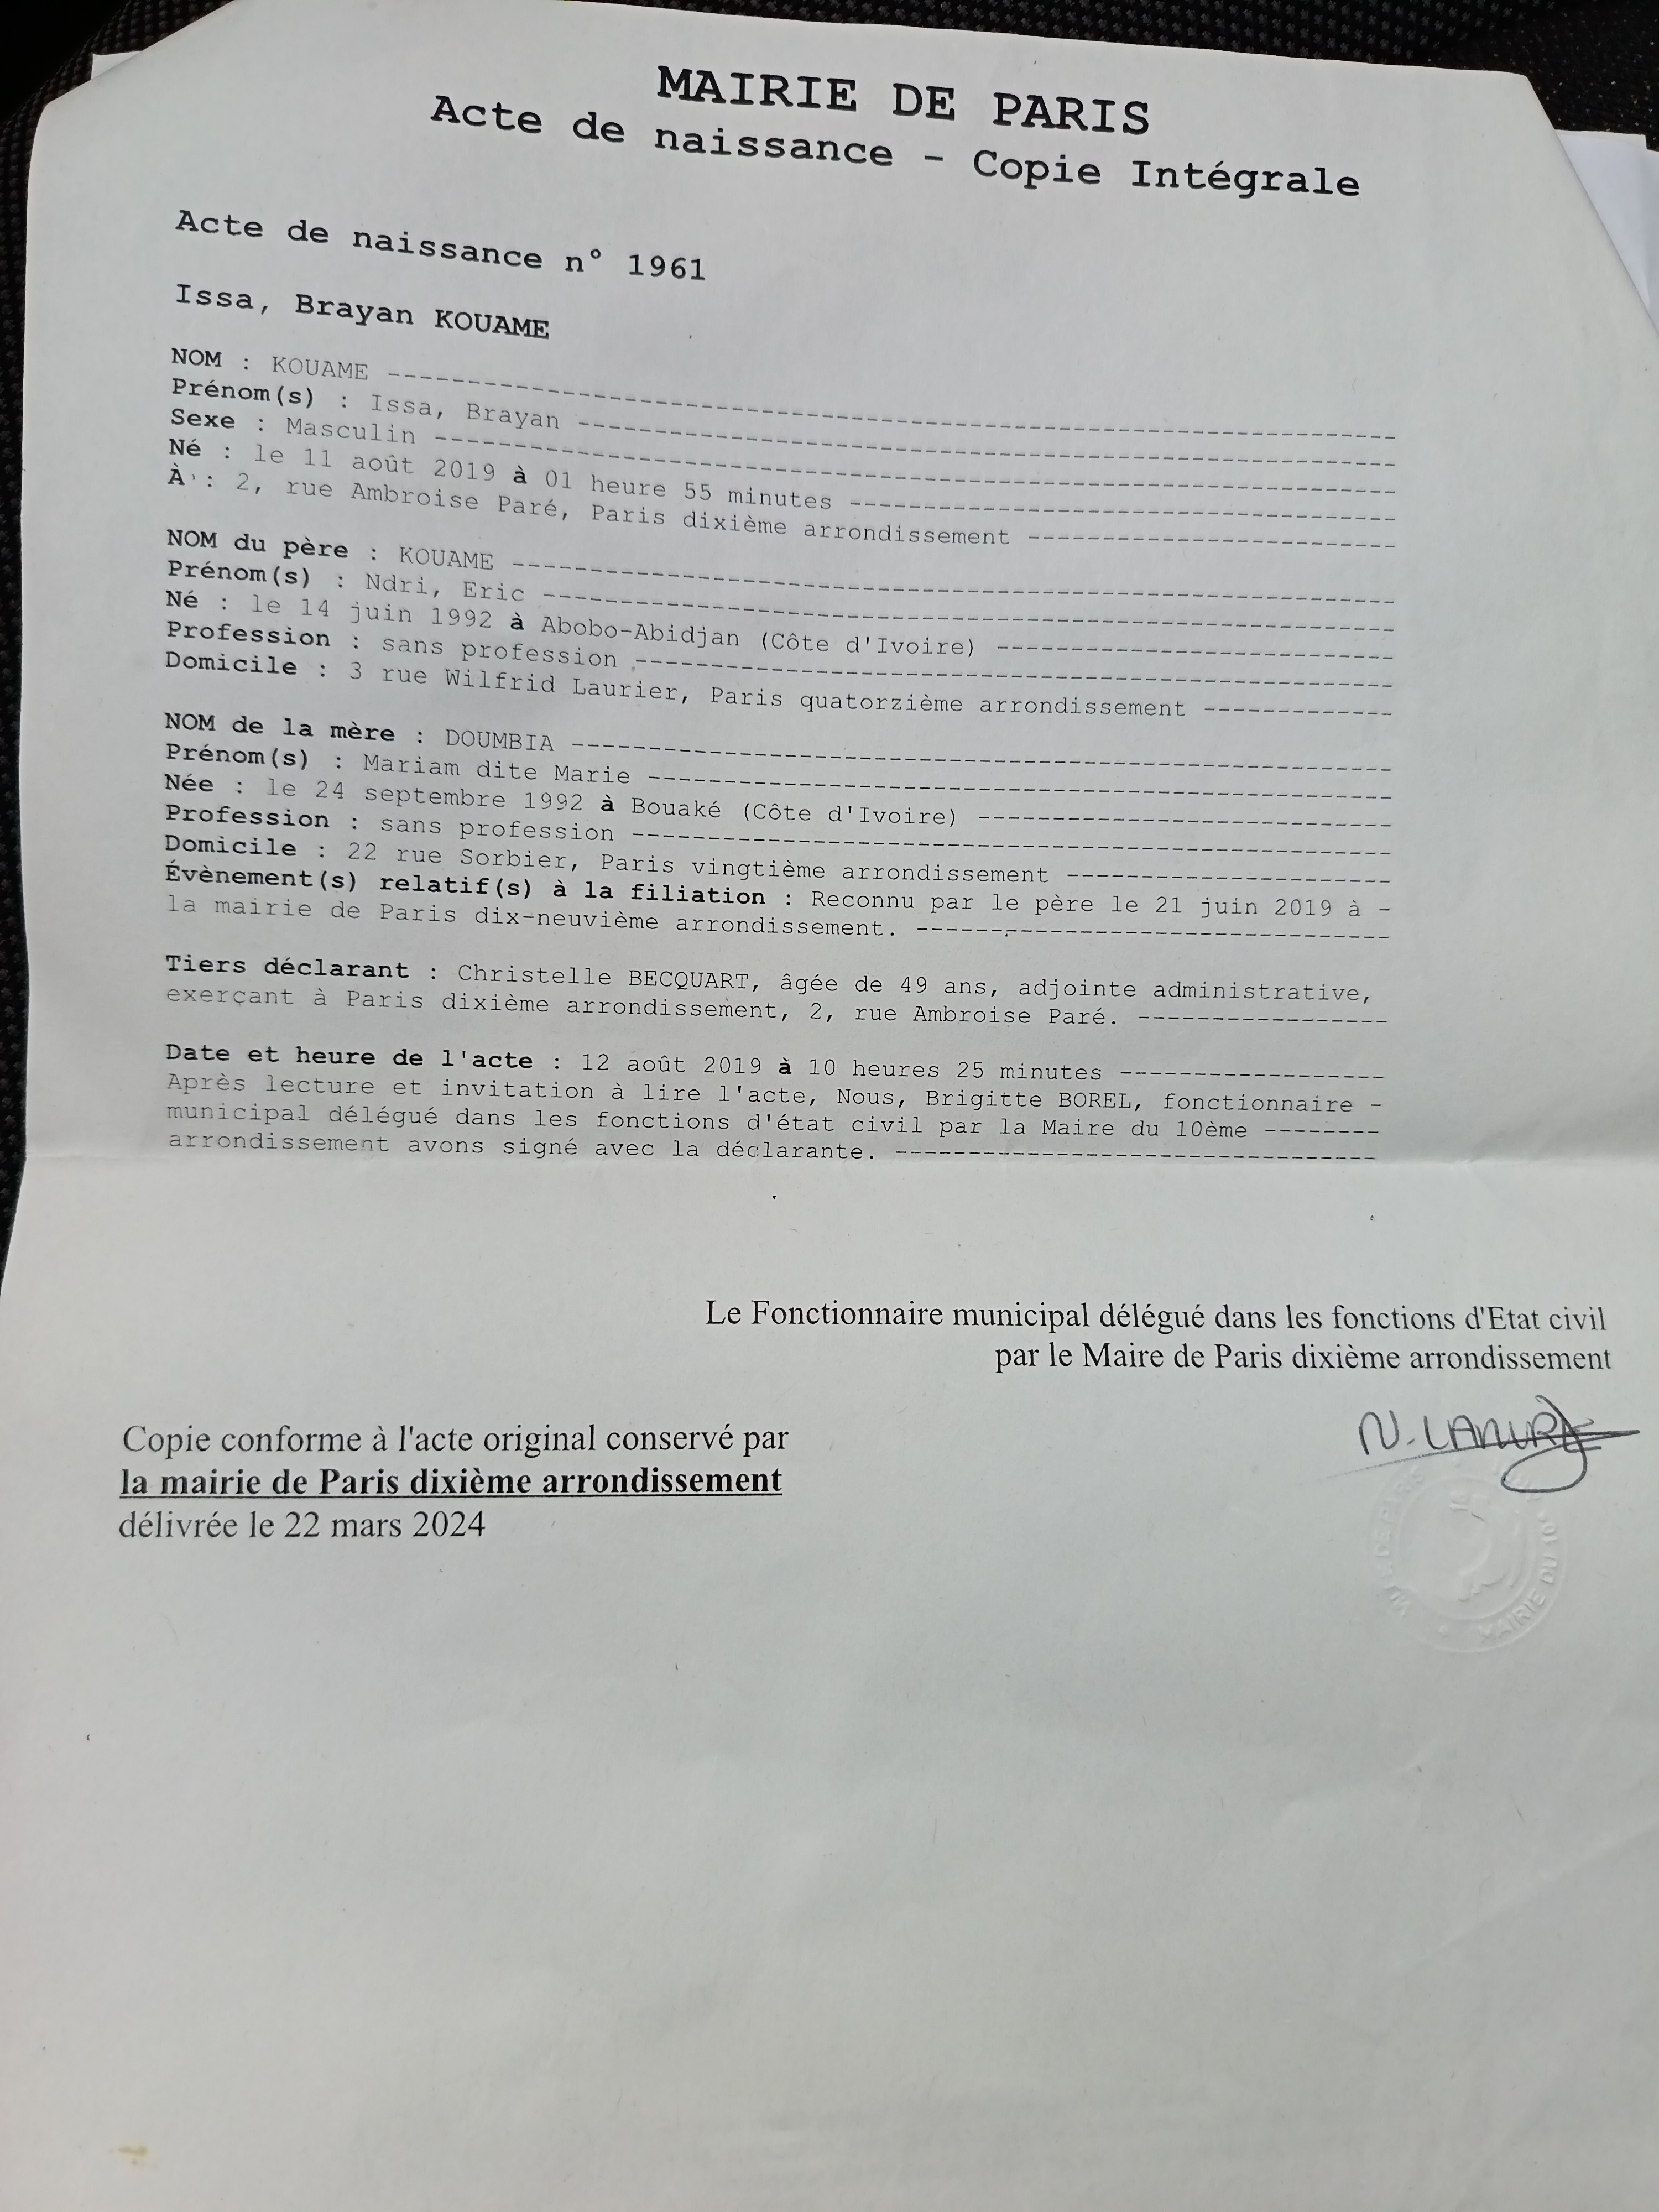 MAIRIE DE PARIS
Acte de naissance - Copie Intégrale
Acte de naissance n° 1961
Issa, Brayan KOUAME
NOM : KOUAME ------------------------------------------------------------
Prénom(s) : Issa, Brayan ------------------------------------------------
Sexe : Masculin ---------------------------------------------------------
Né : le 11 août 2019 à 01 heure 55 minutes ------------------------------
À : 2, rue Ambroise Paré, Paris dixième arrondissement ------------------
NOM du père : KOUAME ----------------------------------------------------
Prénom(s) : Ndri, Eric --------------------------------------------------
Né : le 14 juin 1992 à Abobo-Abidjan (Côte d'Ivoire) --------------------
Profession : sans profession --------------------------------------------
Domicile : 3 rue Wilfrid Laurier, Paris quatorzième arrondissement ------------
NOM de la mère : DOUMBIA ------------------------------------------------
Prénom(s) : Mariam dite Marie -------------------------------------------
Née : le 24 septembre 1992 à Bouaké (Côte d'Ivoire) ---------------------
Profession : sans profession --------------------------------------------
Domicile : 22 rue Sorbier, Paris vingtième arrondissement --------------------
Évènement(s) relatif(s) à la filiation : Reconnu par le père le 21 juin 2019 à -
la mairie de Paris dix-neuvième arrondissement. ------------------------------
Tiers déclarant : Christelle BECQUART, âgée de 49 ans, adjointe administrative,
exerçant à Paris dixième arrondissement, 2, rue Ambroise Paré. ----------------
Date et heure de l'acte : 12 août 2019 à 10 heures 25 minutes -----------------
Après lecture et invitation à lire l'acte, Nous, Brigitte BOREL, fonctionnaire -
municipal délégué dans les fonctions d'état civil par la Maire du 10ème --------
arrondissement avons signé avec la déclarante. -------------------------------
Le Fonctionnaire municipal délégué dans les fonctions d'Etat civil
par le Maire de Paris dixième arrondissement
Copie conforme à l'acte original conservé par
la mairie de Paris dixième arrondissement
délivrée le 22 mars 2024
MAIRIE DU 10